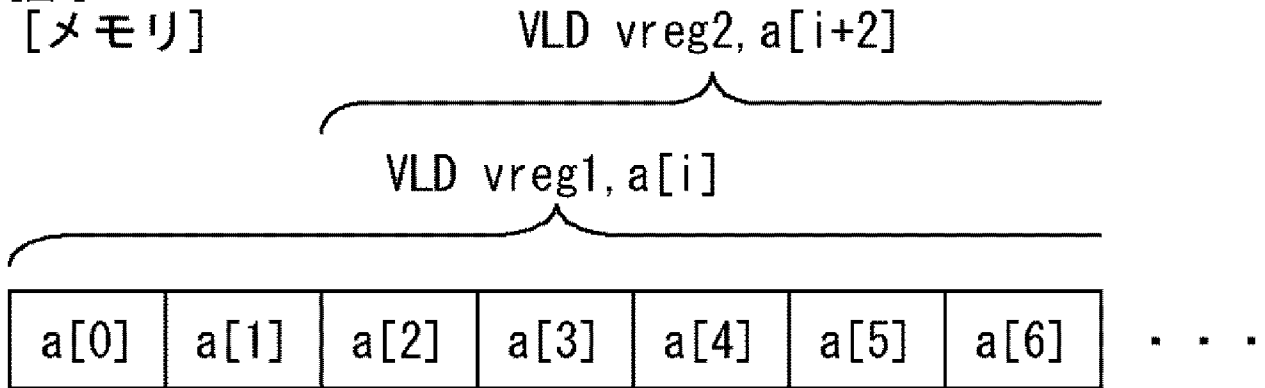 [メモリ]
VLD vreg2, a[i+2]
VLD vreg1, a[i]
a[0] a[1] a[2] a[3] a[4] a[5] a[6] ・・・